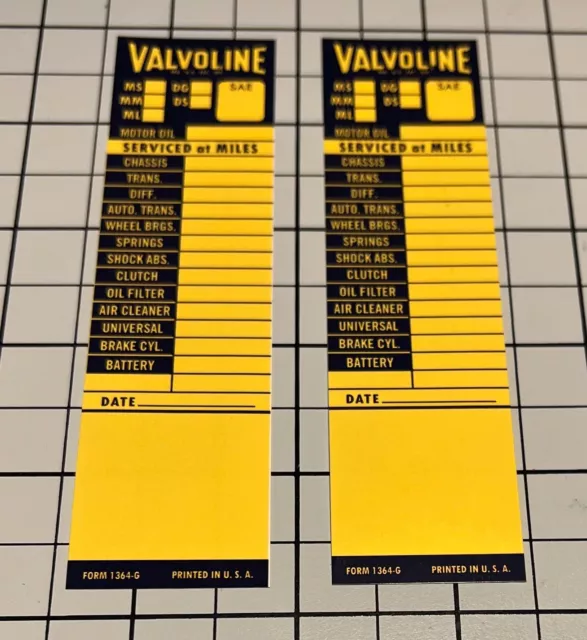 VALVOLINE
MS DG SAE
MM DS
ML
MOTOR OIL
SERVICED at MILES
CHASSIS
TRANS.
DIFF.
AUTO. TRANS.
WHEEL BRGS.
SPRINGS
SHOCK ABS.
CLUTCH
OIL FILTER
AIR CLEANER
UNIVERSAL
BRAKE CYL.
BATTERY
DATE
FORM 1364-G PRINTED IN U. S. A.
VALVOLINE
MS DG SAE
MM DS
ML
MOTOR OIL
SERVICED at MILES
CHASSIS
TRANS.
DIFF.
AUTO. TRANS.
WHEEL BRGS.
SPRINGS
SHOCK ABS.
CLUTCH
OIL FILTER
AIR CLEANER
UNIVERSAL
BRAKE CYL.
BATTERY
DATE
FORM 1364-G PRINTED IN U. S. A.